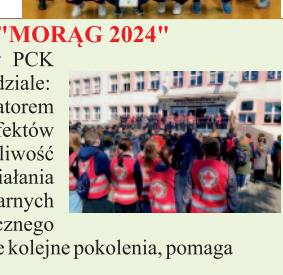 "MORĄG 2024"
PCK
dziale:
atorem
fektów
liwość
iałania
arnych
cznego
e kolejne pokolenia, pomaga